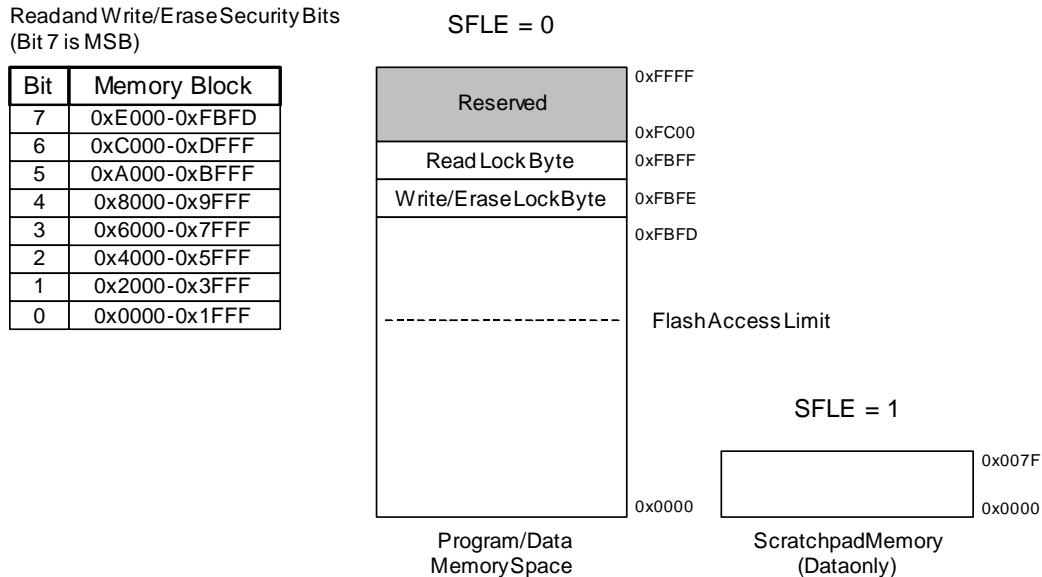 Read and Write/Erase Security Bits
(Bit 7 is MSB)
Bit Memory Block
7 0xE000-0xFBFD
6 0xC000-0xDFFF
5 0xA000-0xBFFF
4 0x8000-0x9FFF
3 0x6000-0x7FFF
2 0x4000-0x5FFF
1 0x2000-0x3FFF
0 0x0000-0x1FFF
SFLE = 0
Reserved
0xFFFF
0xFC00
Read Lock Byte 0xFBFF
Write/Erase Lock Byte 0xFBFE
0xFBFD
Flash Access Limit
0x0000
Program/Data
Memory Space
SFLE = 1
0x007F
0x0000
Scratchpad Memory
(Data only)